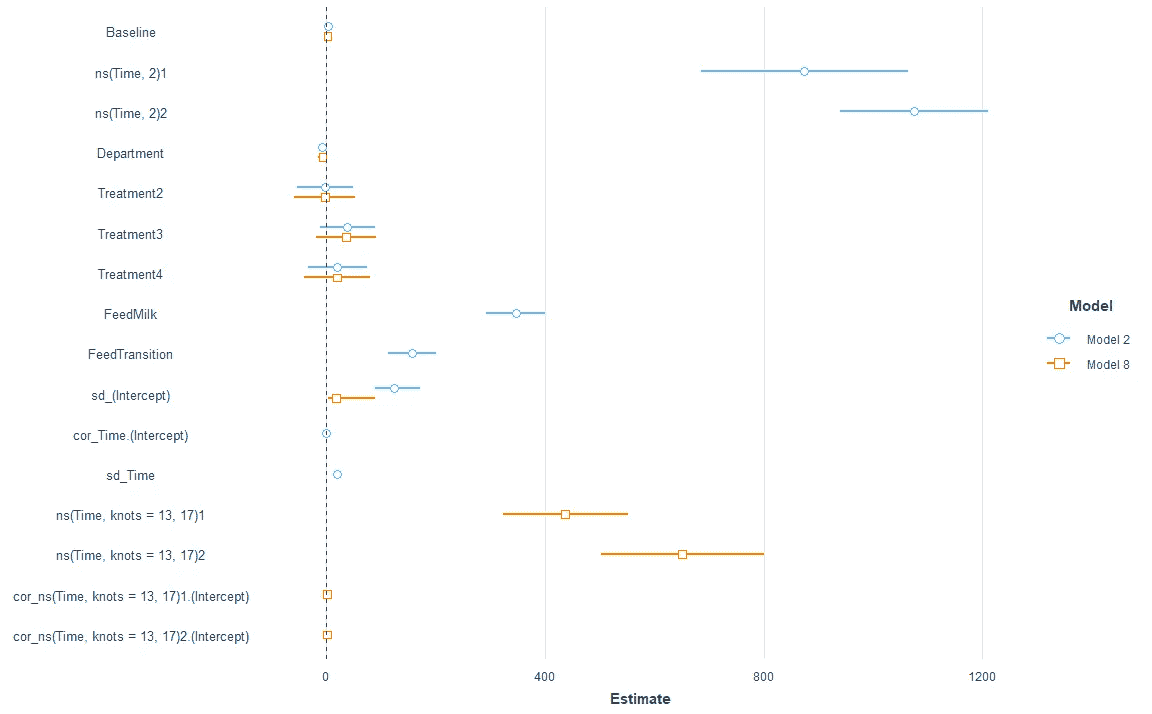 Baseline
ns(Time, 2)1
ns(Time, 2)2
Department
Treatment2
Treatment3
Treatment4
FeedMilk
FeedTransition
sd_(Intercept)
cor_Time.(Intercept)
sd_Time
ns(Time, knots = 13, 17)1
ns(Time, knots = 13, 17)2
cor_ns(Time, knots = 13, 17)1.(Intercept)
cor_ns(Time, knots = 13, 17)2.(Intercept)
0 400 800 1200
Estimate
Model
Model 2
Model 8